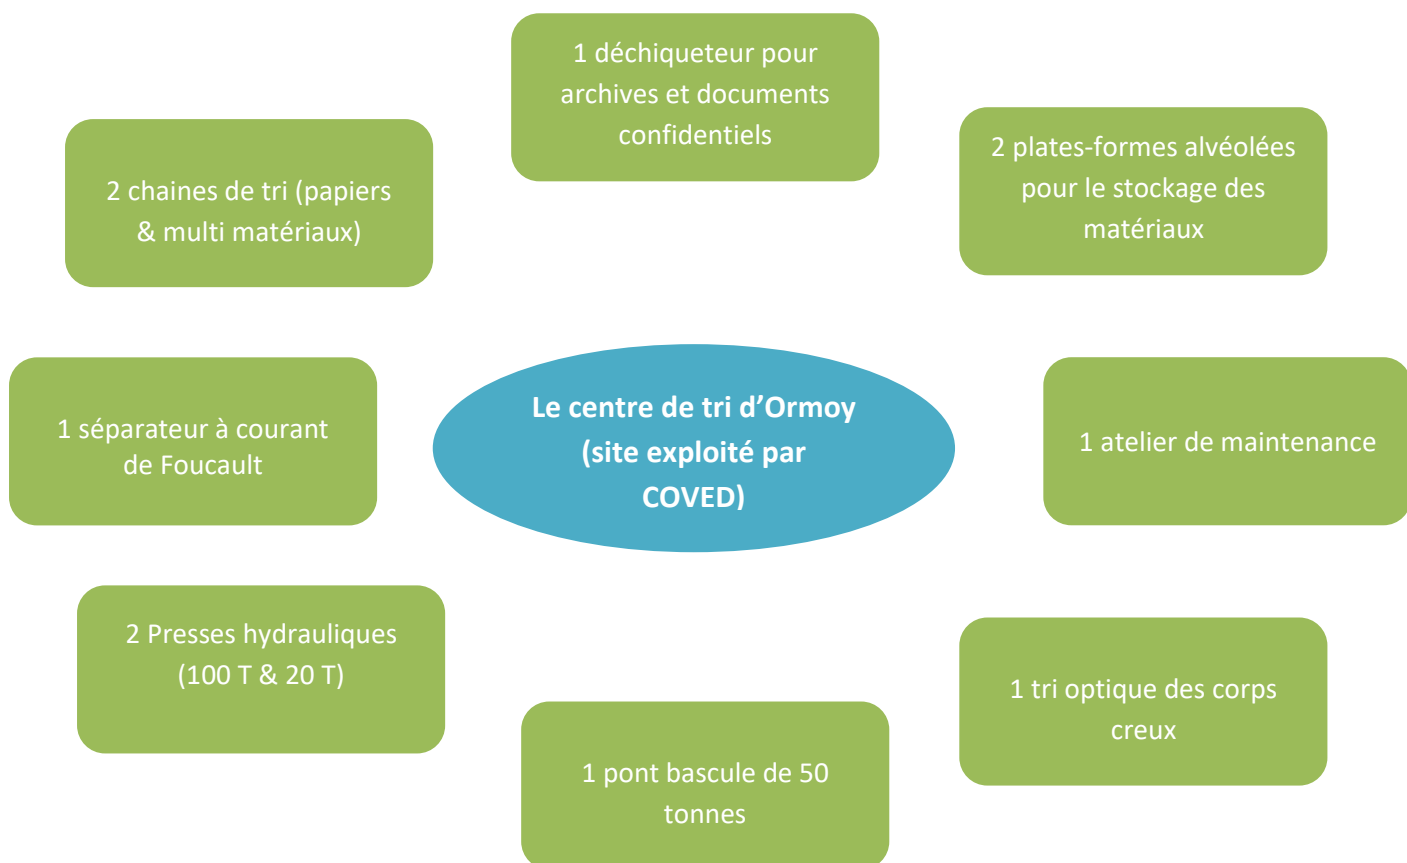 1 déchiqueteur pour
archives et documents
confidentiels
2 chaines de tri (papiers
& multi matériaux)
2 plates-formes alvéolées
pour le stockage des
matériaux
1 séparateur à courant
de Foucault
Le centre de tri d’Ormoy
(site exploité par
COVED)
1 atelier de maintenance
2 Presses hydrauliques
(100 T & 20 T)
1 tri optique des corps
creux
1 pont bascule de 50
tonnes